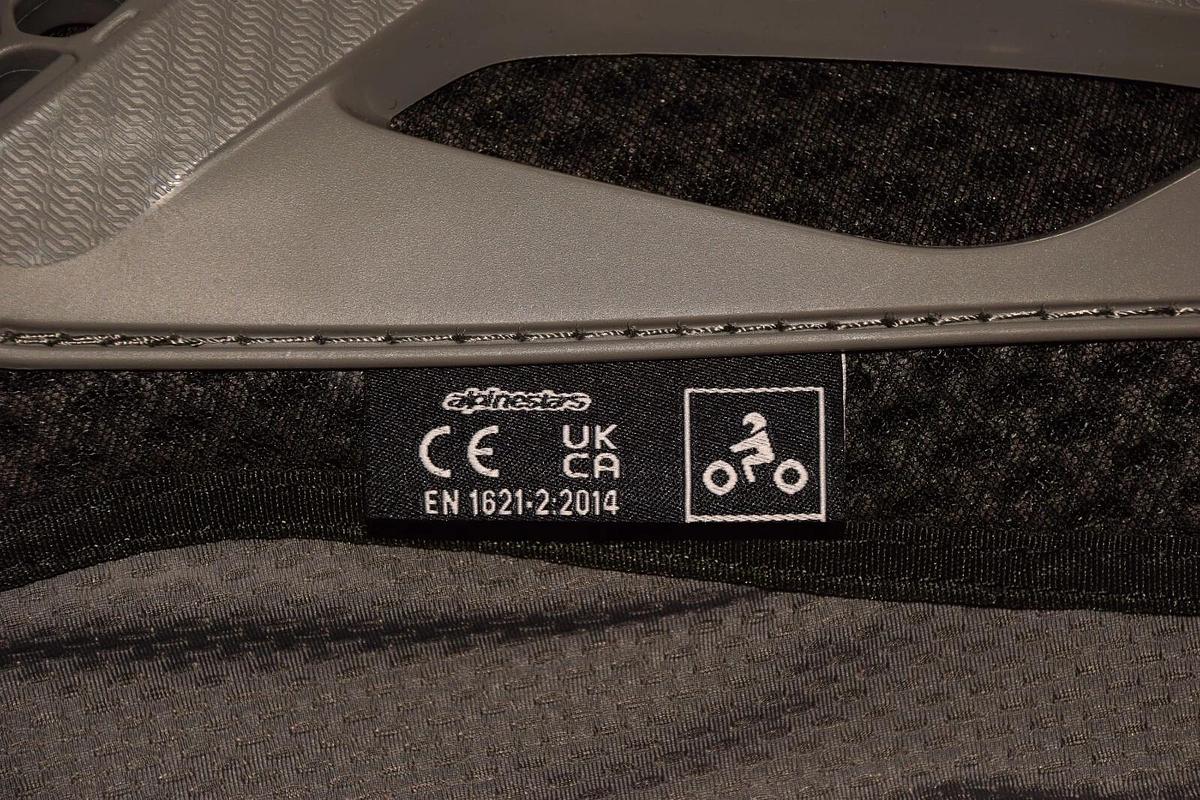 alpinestars
CE
UK
CA
EN 1621-2:2014